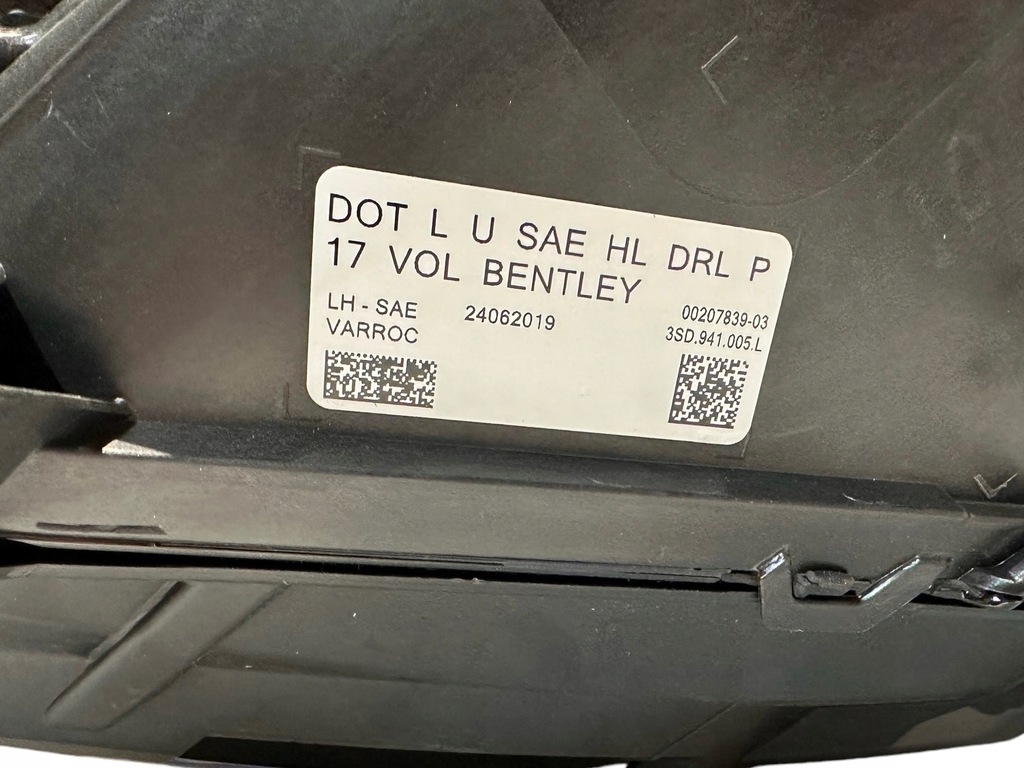 DOT L U SAE HL DRL P
17 VOL BENTLEY
LH - SAE 24062019 00207839-03
VARROC 3SD.941.005.L